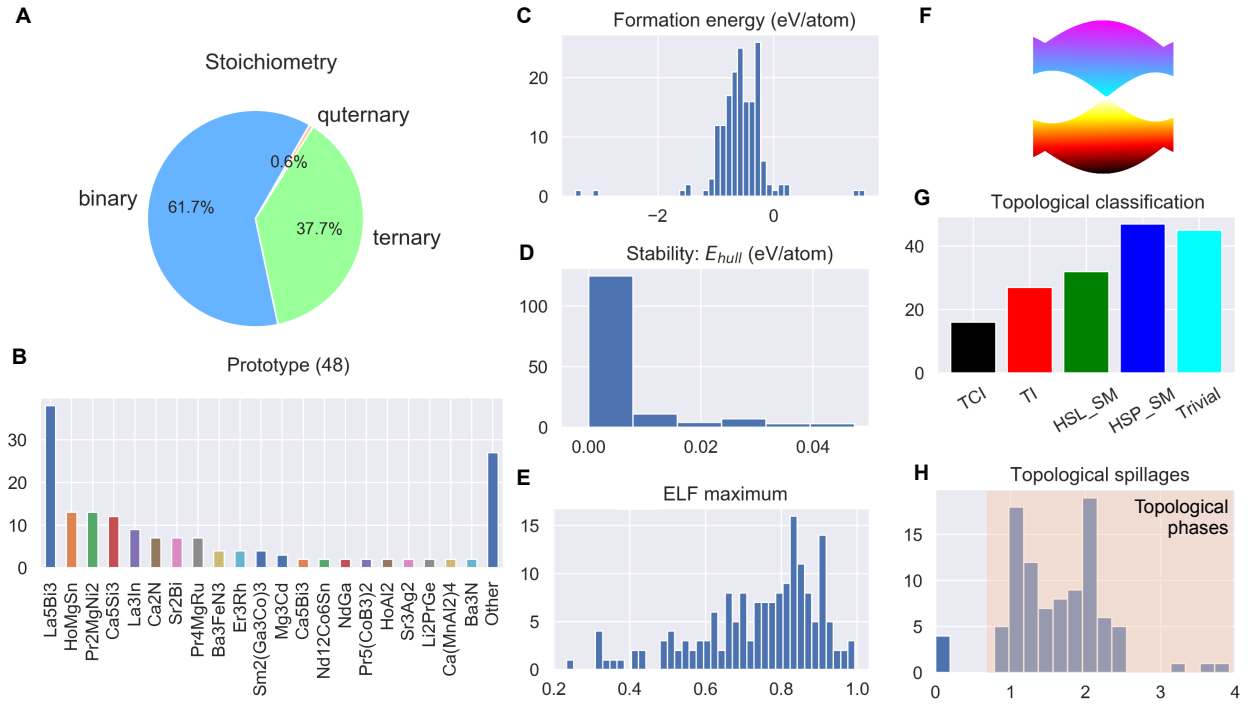 A
Stoichiometry
quternary
0.6%
binary
61.7%
37.7%
ternary
B
Prototype (48)
30
20
10
0
La5Bi3
HoMgSn
Pr2MgNi2
Ca5Si3
La3In
Ca2N
Sr2Bi
Pr4MgRu
Ba3FeN3
Er3Rh
Sm2(Ga3Co)3
Mg3Cd
Ca5Bi3
Nd12Co6Sn
NdGa
Pr5(CoB3)2
HoAl2
Sr3Ag2
Li2PrGe
Ca(MnAl2)4
Ba3N
Other
C
Formation energy (eV/atom)
20
10
0
−2 0
D
Stability: E_hull (eV/atom)
100
50
0
0.00 0.02 0.04
E
ELF maximum
15
10
5
0
0.2 0.4 0.6 0.8 1.0
F
G
Topological classification
40
20
0
TCI TI HSL_SM HSP_SM Trivial
H
Topological spillages
Topological
phases
15
10
5
0
0 1 2 3 4